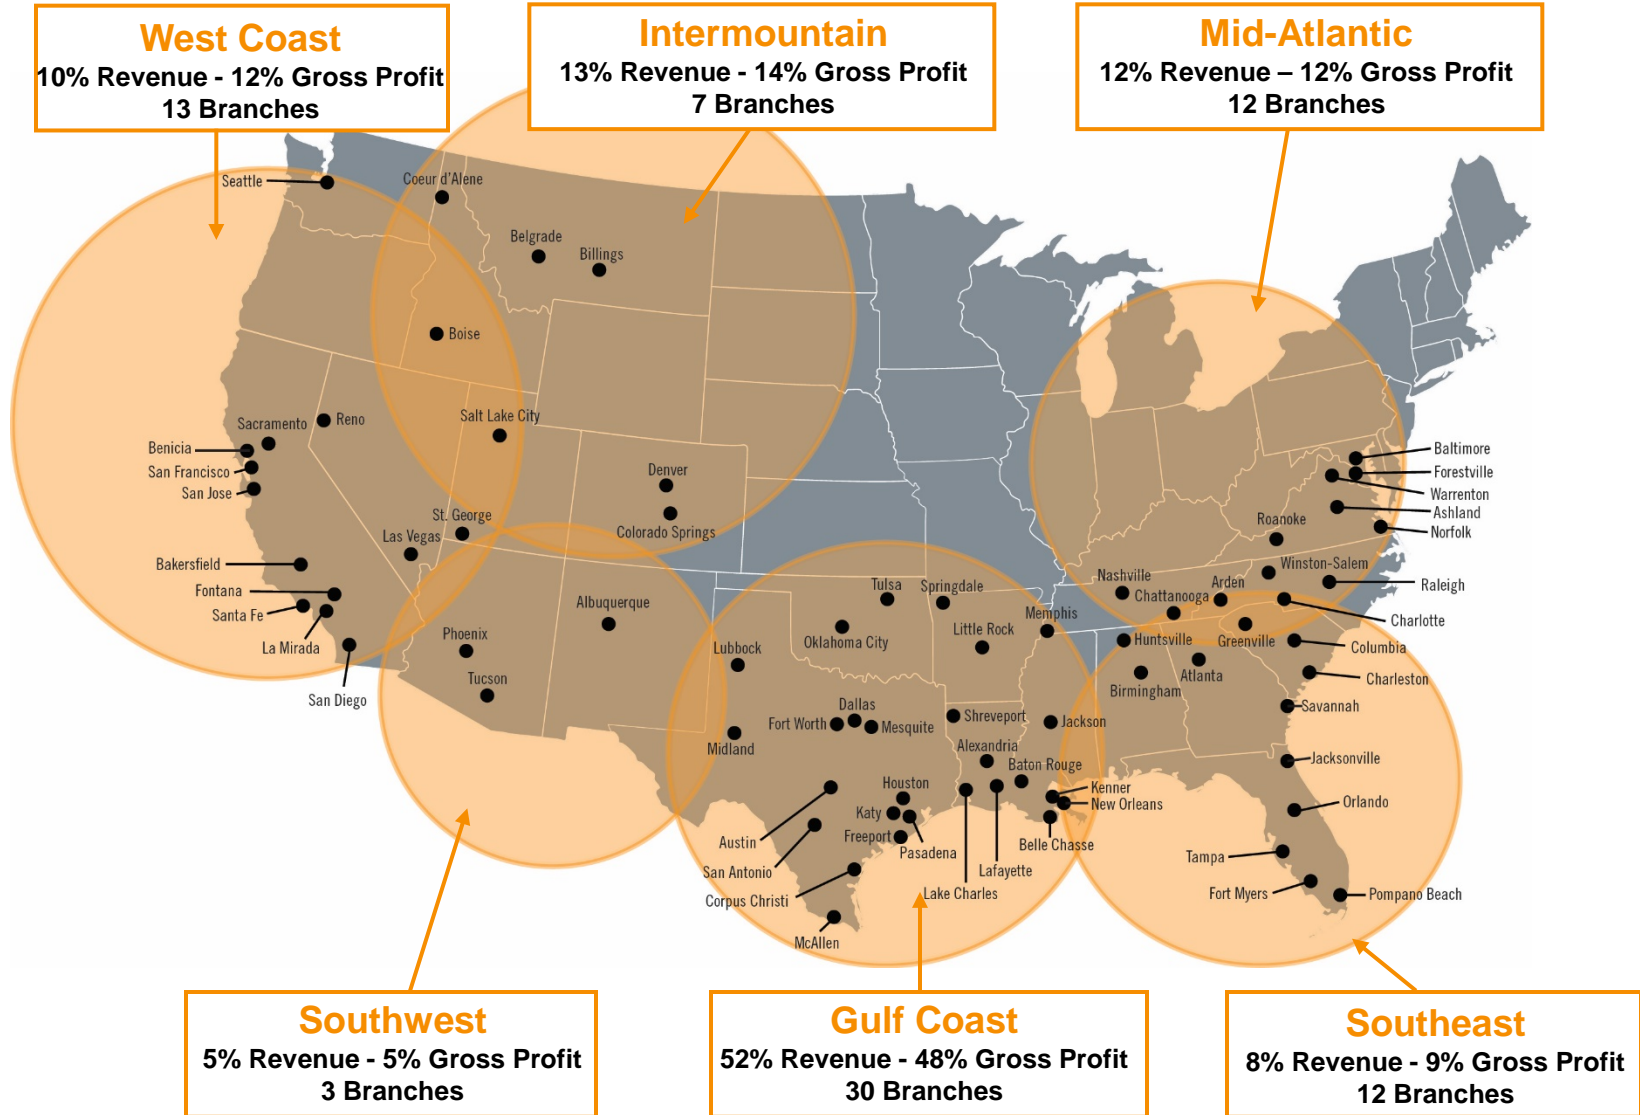 West Coast
10% Revenue - 12% Gross Profit
13 Branches
Intermountain
13% Revenue - 14% Gross Profit
7 Branches
Mid-Atlantic
12% Revenue – 12% Gross Profit
12 Branches
Seattle
Coeur d'Alene
Belgrade
Billings
Boise
Salt Lake City
Reno
Sacramento
Benicia
San Francisco
San Jose
Denver
Colorado Springs
St. George
Las Vegas
Bakersfield
Fontana
Santa Fe
La Mirada
San Diego
Phoenix
Tucson
Albuquerque
Baltimore
Forestville
Warrenton
Ashland
Norfolk
Roanoke
Winston-Salem
Raleigh
Nashville
Chattanooga
Arden
Charlotte
Tulsa
Springdale
Memphis
Oklahoma City
Little Rock
Lubbock
Huntsville
Greenville
Columbia
Birmingham
Atlanta
Charleston
Savannah
Dallas
Fort Worth
Mesquite
Shreveport
Jackson
Midland
Alexandria
Baton Rouge
Jacksonville
Houston
Katy
Kenner
New Orleans
Orlando
Freeport
Pasadena
Belle Chasse
Austin
San Antonio
Lafayette
Lake Charles
Corpus Christi
McAllen
Tampa
Fort Myers
Pompano Beach
Southwest
5% Revenue - 5% Gross Profit
3 Branches
Gulf Coast
52% Revenue - 48% Gross Profit
30 Branches
Southeast
8% Revenue - 9% Gross Profit
12 Branches